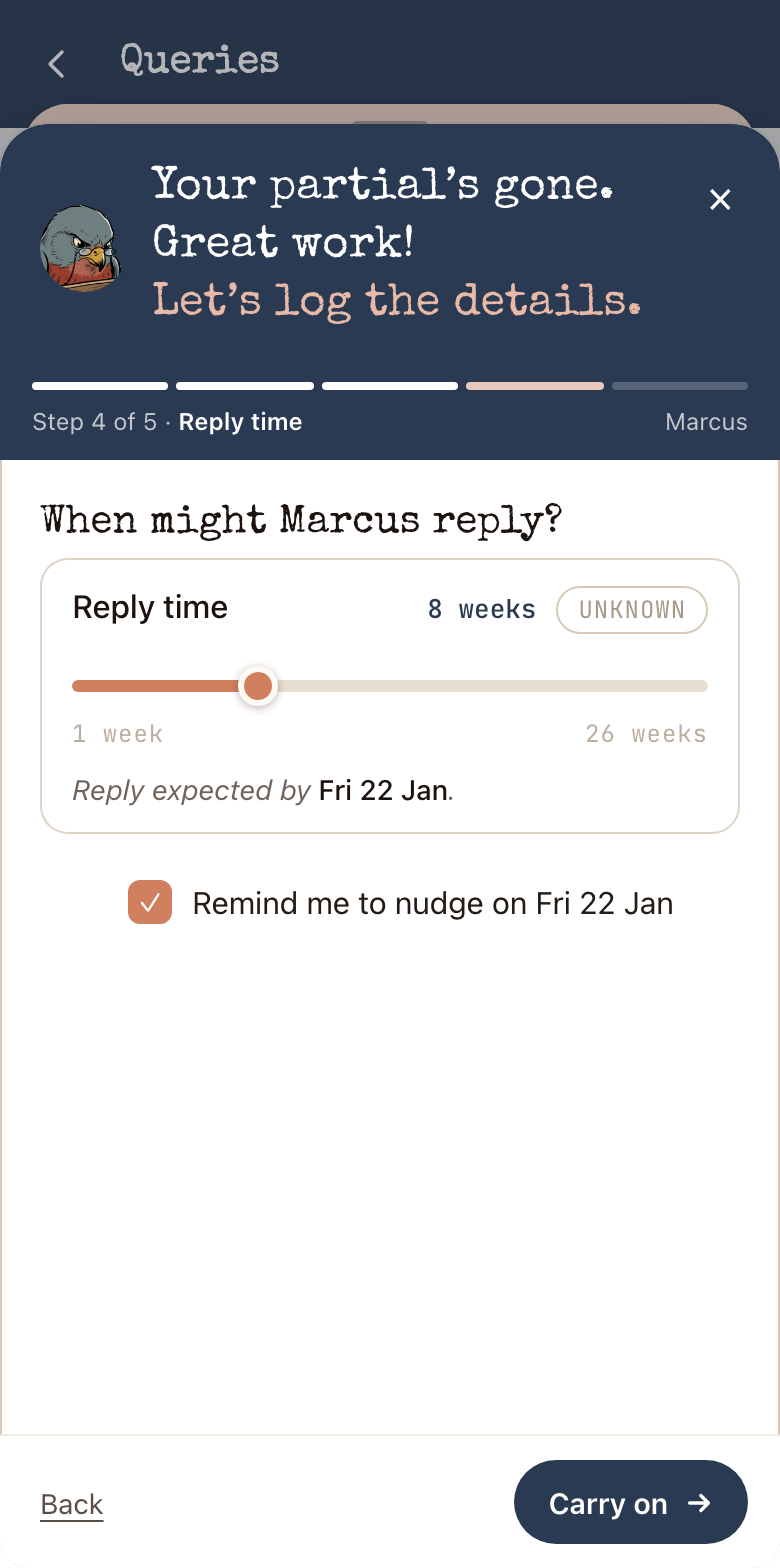 Queries
Your partial’s gone.
Great work!
Let’s log the details.
Step 4 of 5 · Reply time
Marcus
When might Marcus reply?
Reply time
8 weeks
UNKNOWN
1 week
26 weeks
Reply expected by Fri 22 Jan.
Remind me to nudge on Fri 22 Jan
Back
Carry on →